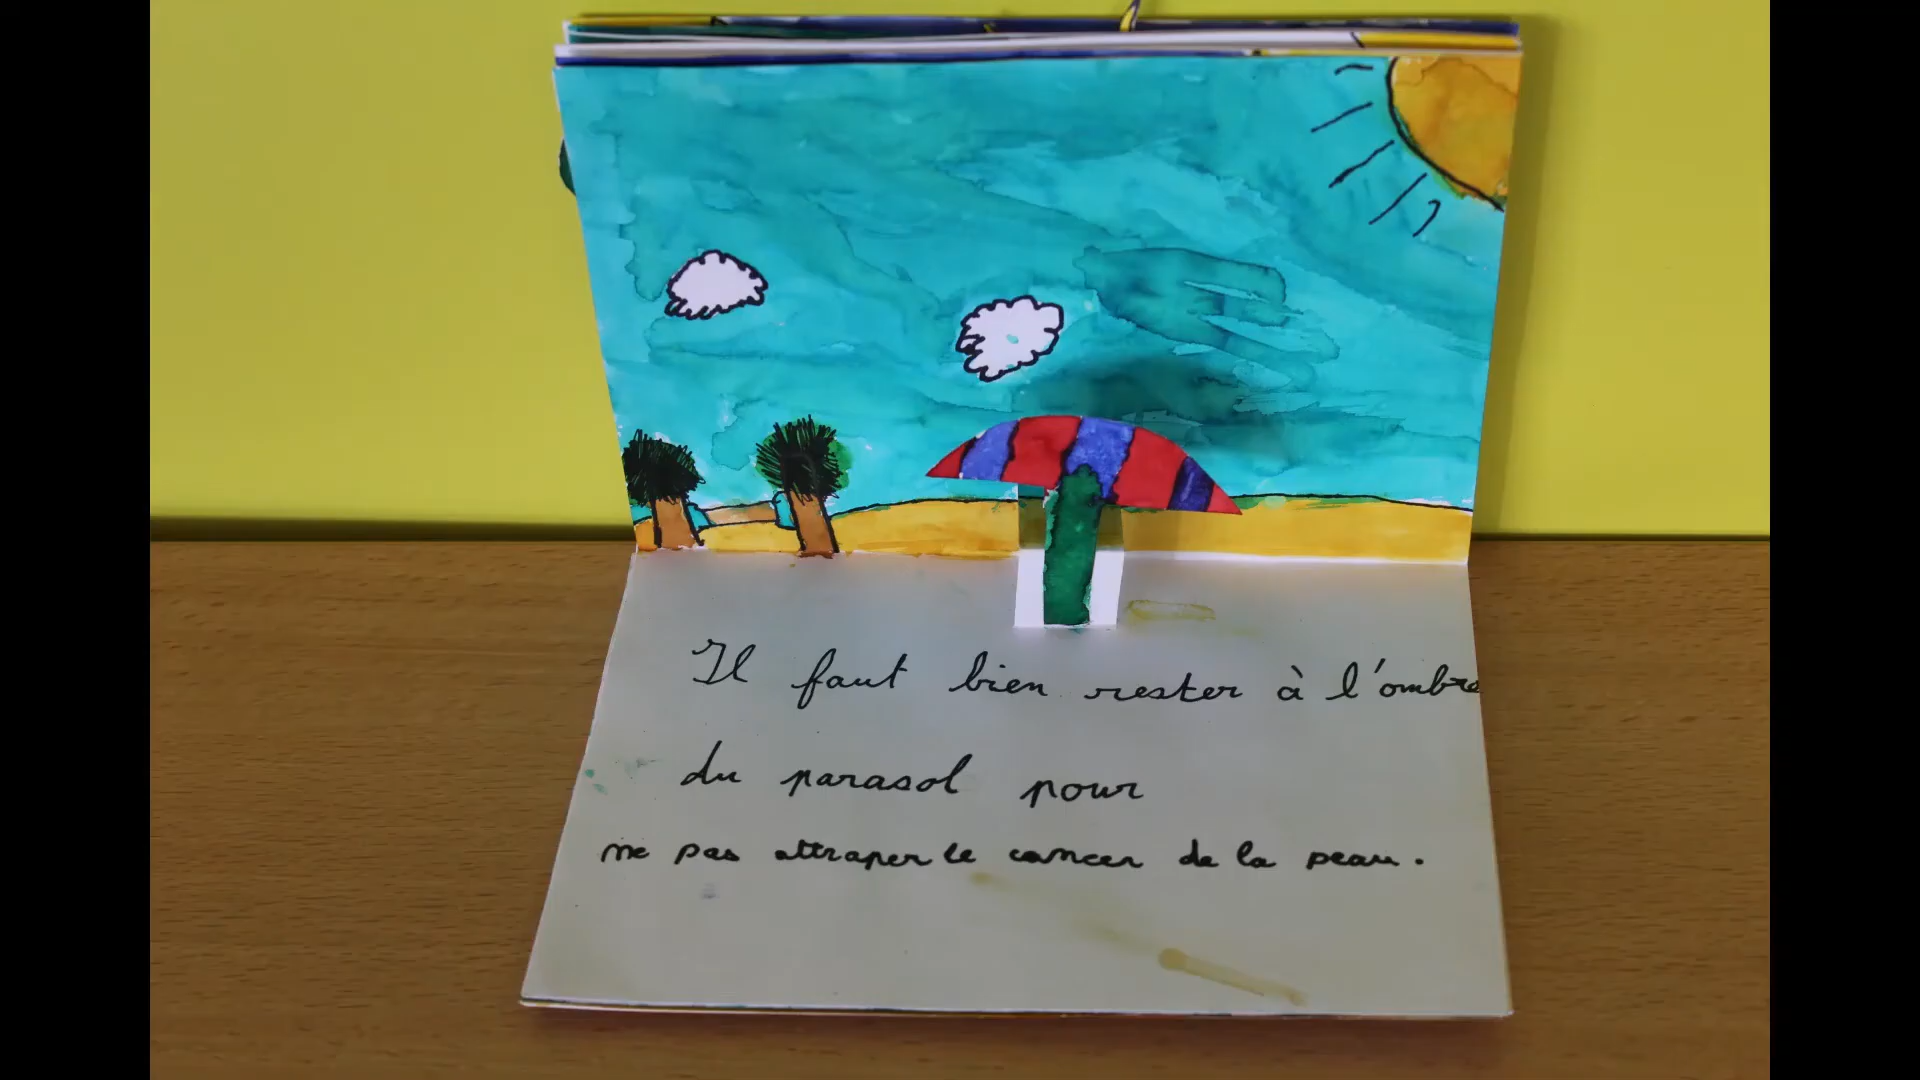 Il faut bien rester à l'ombre
du parasol pour
ne pas attraper le cancer de la peau.